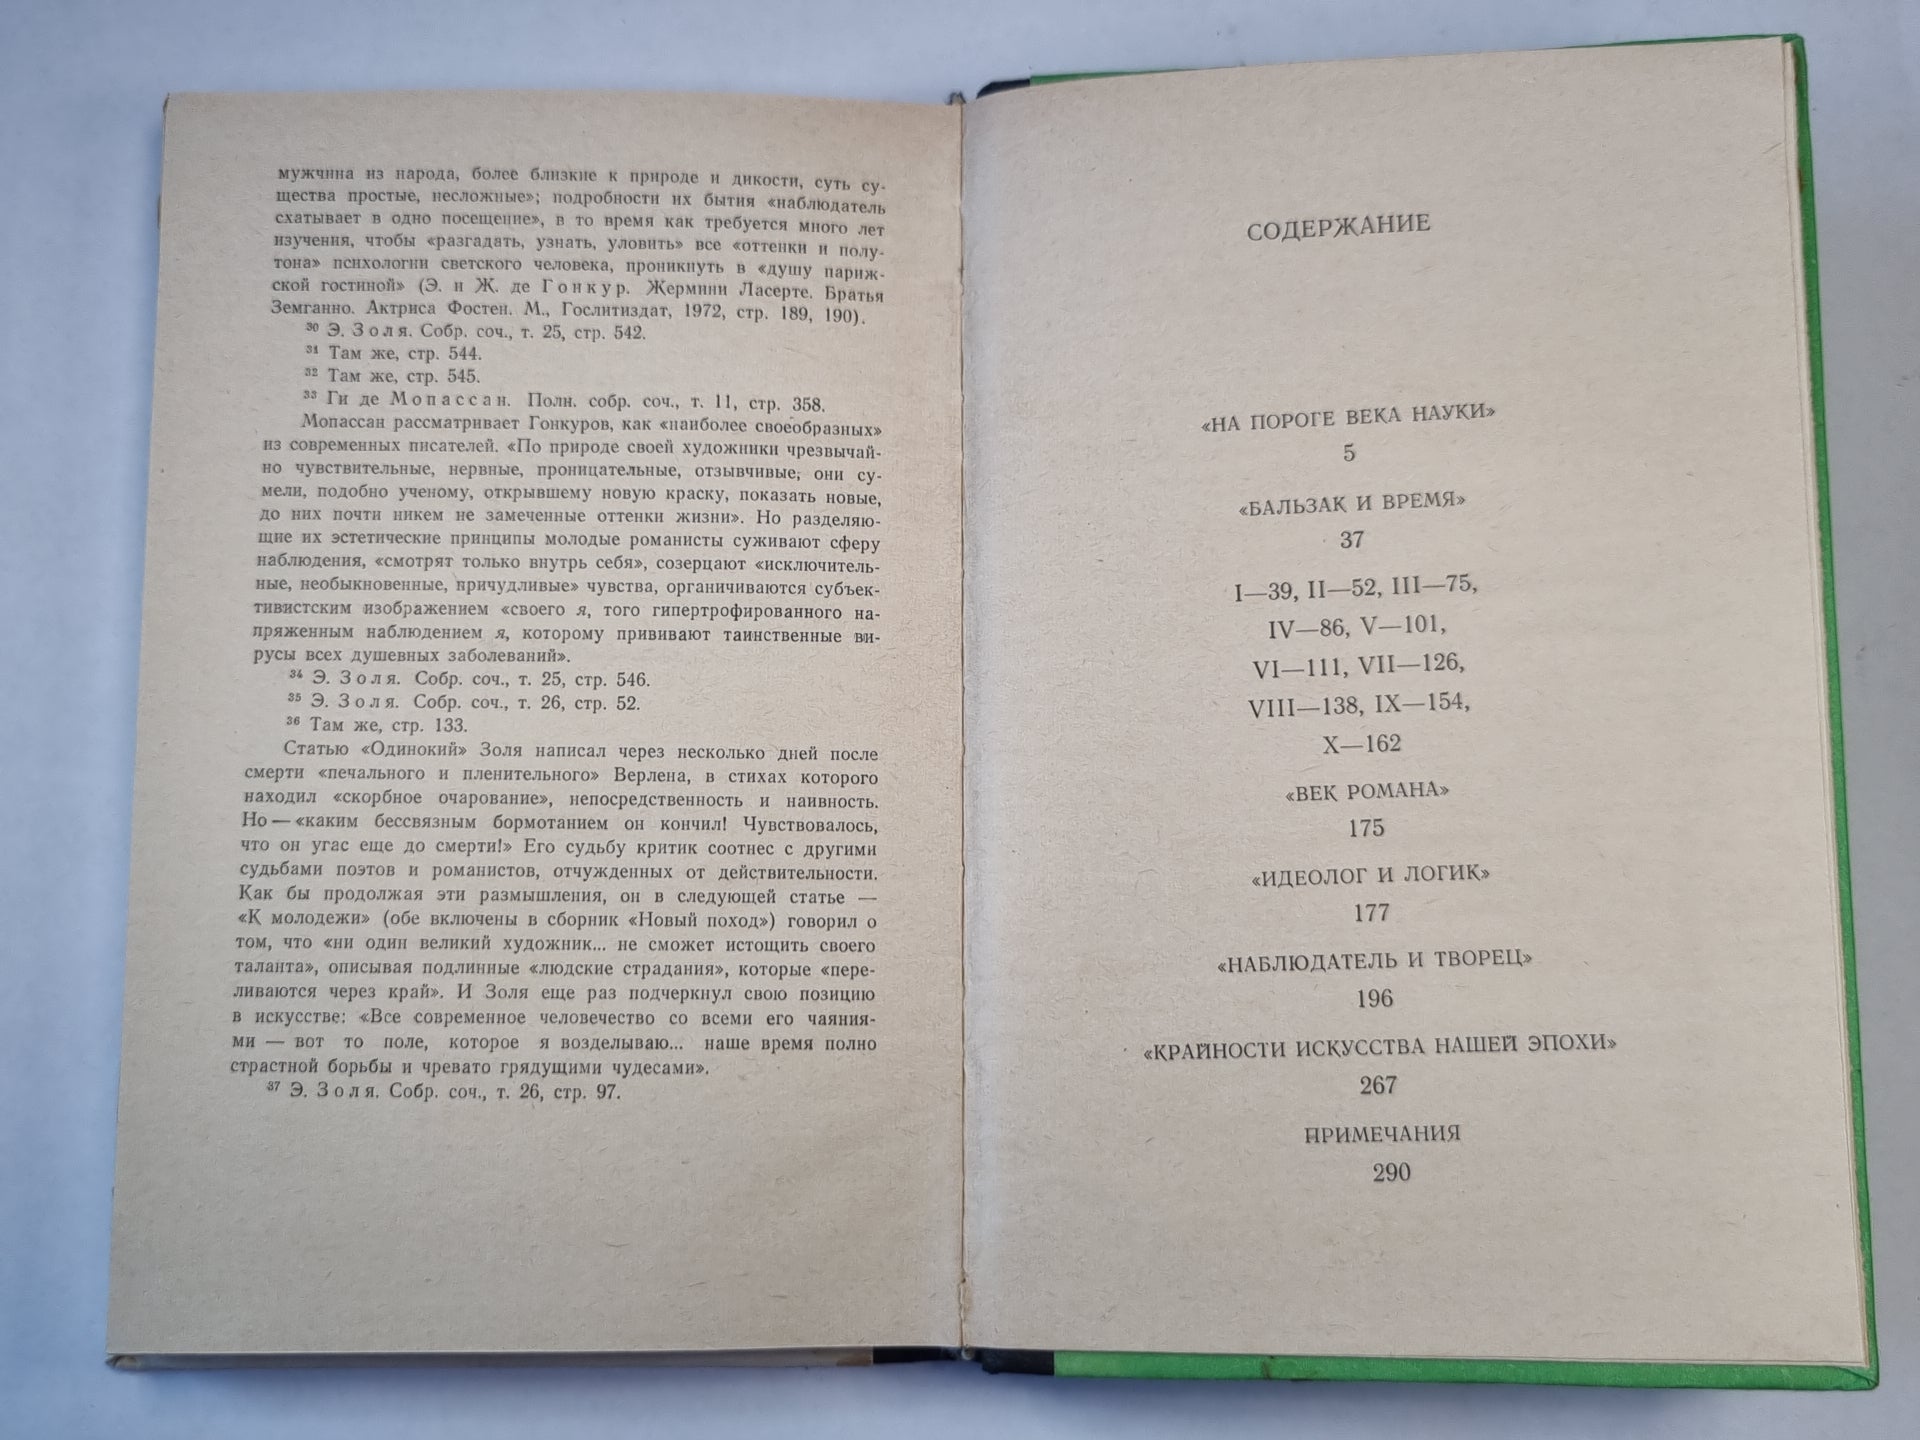 мужчина из народа, более близкие к природе и дикости, суть су-
щества простые, несложные»; подробности их бытия «наблюдатель
схатывает в одно посещение», в то время как требуется много лет
изучения, чтобы «разгадать, узнать, уловить» все «оттенки и полу-
тона» психологии светского человека, проникнуть в «душу париж-
ской гостиной» (Э. и Ж. де Гонкур. Жермини Ласерте. Братья
Земганно. Актриса Фостен. М., Гослитиздат, 1972, стр. 189, 190).
30 Э. Золя. Собр. соч., т. 25, стр. 542.
31 Там же, стр. 544.
32 Там же, стр. 545.
33 Ги де Мопассан. Полн. собр. соч., т. 11, стр. 358.
Мопассан рассматривает Гонкуров, как «наиболее своеобразных»
из современных писателей. «По природе своей художники чрезвычай-
но чувствительные, нервные, проницательные, отзывчивые, они су-
мели, подобно ученому, открывшему новую краску, показать новые,
до них почти никем не замеченные оттенки жизни». Но разделяю-
щие их эстетические принципы молодые романисты суживают сферу
наблюдения, «смотрят только внутрь себя», созерцают «исключитель-
ные, необыкновенные, причудливые» чувства, органичиваются субъек-
тивистским изображением «своего я, того гипертрофированного на-
пряженным наблюдением я, которому прививают таинственные ви-
русы всех душевных заболеваний».
34 Э. Золя. Собр. соч., т. 25, стр. 546.
35 Э. Золя. Собр. соч., т. 26, стр. 52.
36 Там же, стр. 133.
Статью «Одинокий» Золя написал через несколько дней после
смерти «печального и пленительного» Верлена, в стихах которого
находил «скорбное очарование», непосредственность и наивность.
Но — «каким бессвязным бормотанием он кончил! Чувствовалось,
что он угас еще до смерти!» Его судьбу критик соотнес с другими
судьбами поэтов и романистов, отчужденных от действительности.
Как бы продолжая эти размышления, он в следующей статье —
«К молодежи» (обе включены в сборник «Новый поход») говорил о
том, что «ни один великий художник... не сможет истощить своего
таланта», описывая подлинные «людские страдания», которые «пере-
ливаются через край». И Золя еще раз подчеркнул свою позицию
в искусстве: «Все современное человечество со всеми его чаяния-
ми — вот то поле, которое я возделываю... наше время полно
страстной борьбы и чревато грядущими чудесами».
37 Э. Золя. Собр. соч., т. 26, стр. 97.
СОДЕРЖАНИЕ
«НА ПОРОГЕ ВЕКА НАУКИ»
5
«БАЛЬЗАК И ВРЕМЯ»
37
I—39, II—52, III—75,
IV—86, V—101,
VI—111, VII—126,
VIII—138, IX—154,
X—162
«ВЕК РОМАНА»
175
«ИДЕОЛОГ И ЛОГИК»
177
«НАБЛЮДАТЕЛЬ И ТВОРЕЦ»
196
«КРАЙНОСТИ ИСКУССТВА НАШЕЙ ЭПОХИ»
267
ПРИМЕЧАНИЯ
290